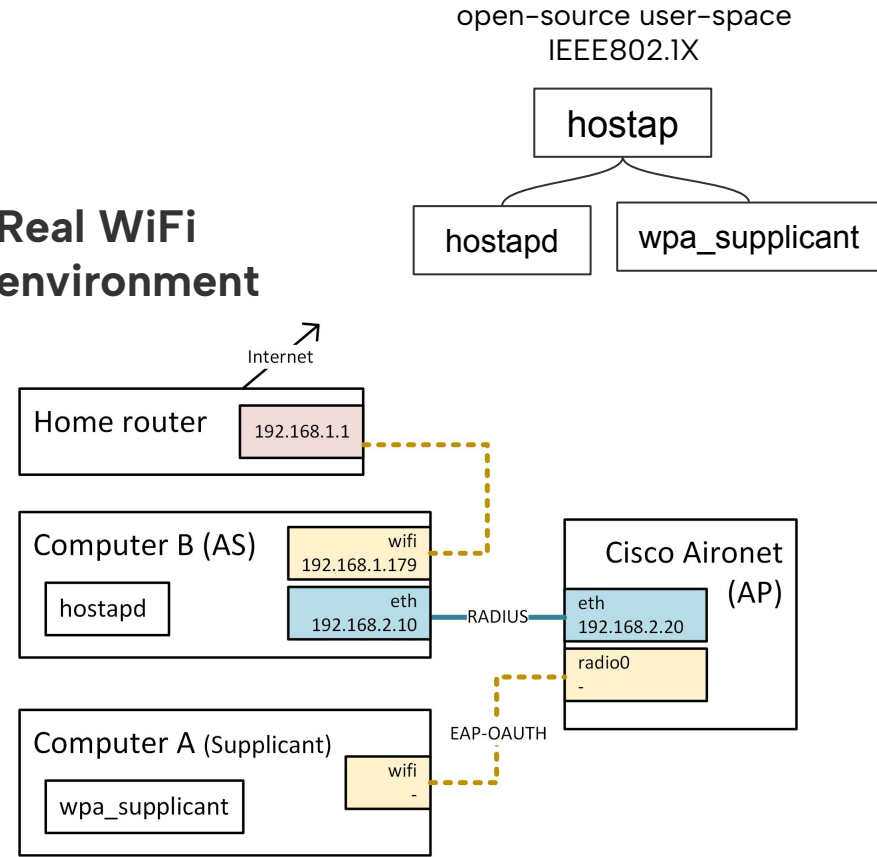 open-source user-space
IEEE802.1X
hostap
hostapd
wpa_supplicant
Real WiFi
environment
Internet
Home router
192.168.1.1
Computer B (AS)
wifi
192.168.1.179
hostapd
eth
192.168.2.10
RADIUS
Cisco Aironet
(AP)
eth
192.168.2.20
radio0
-
EAP-OAUTH
Computer A (Supplicant)
wifi
-
wpa_supplicant